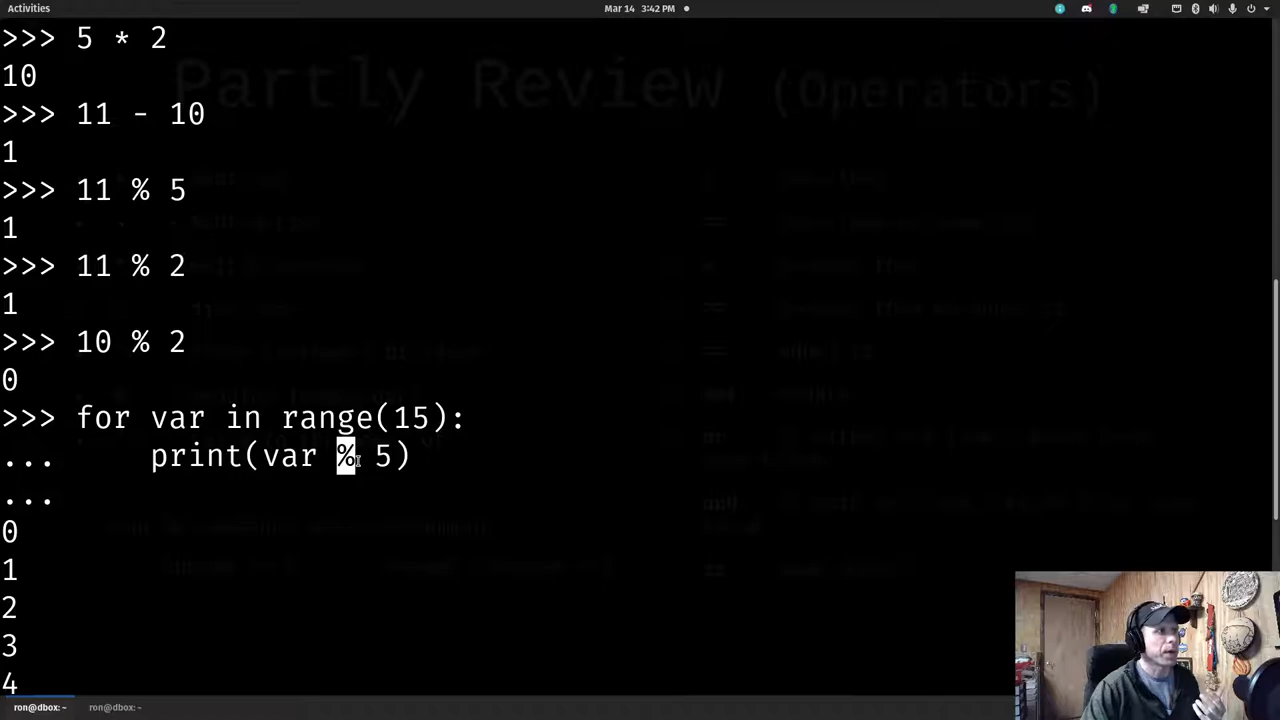 Activities
Mar 14 3:42 PM
>>> 5 * 2
10
Partly Review (Operators)
>>> 11 - 10
1
>>> 11 % 5
1
>>> 11 % 2
1
>>> 10 % 2
0
>>> for var in range(15):
... print(var % 5)
...
0
1
2
3
4
ron@dbox: ~
ron@dbox: ~